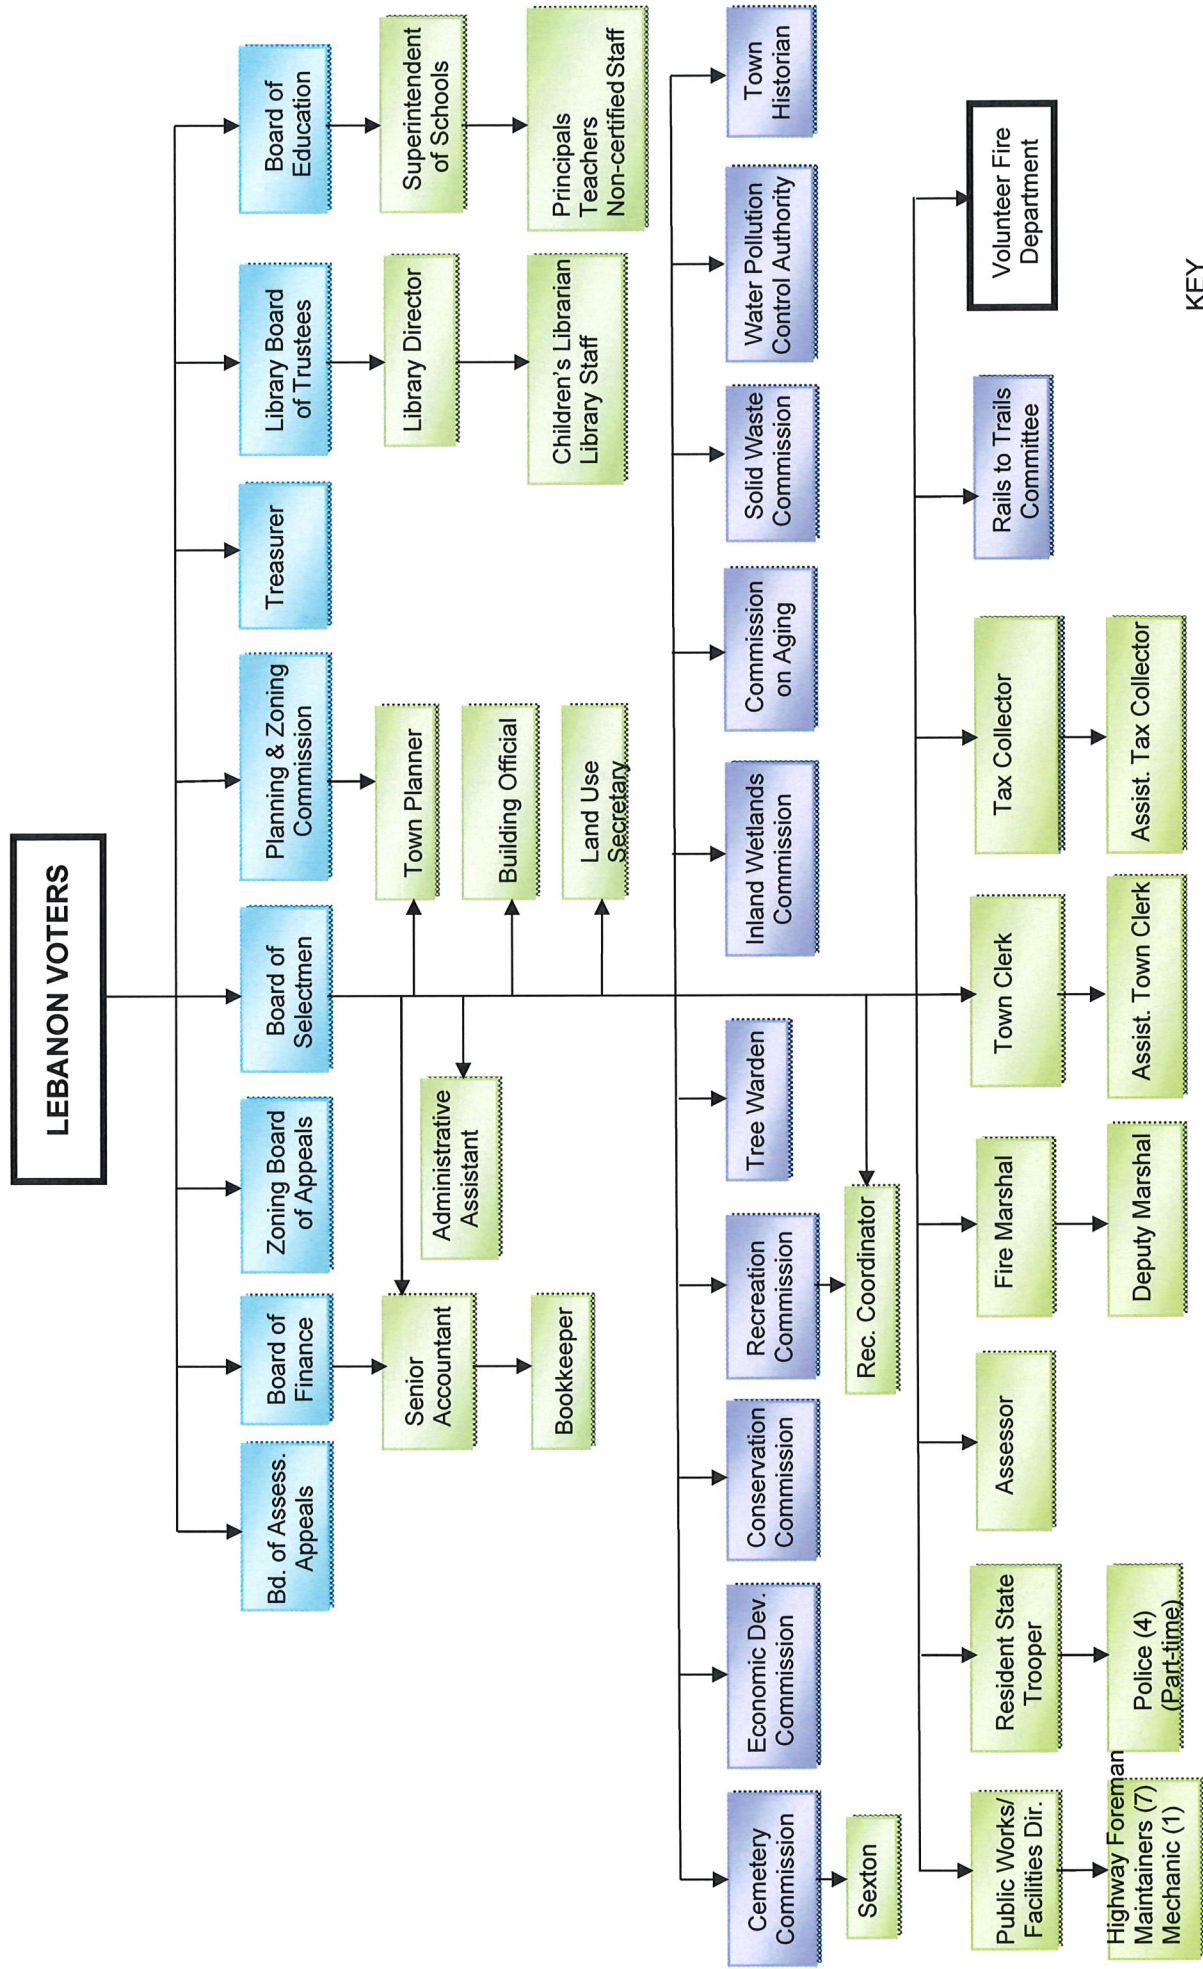 LEBANON VOTERS
Bd. of Assess.
Appeals
Board of
Finance
Zoning Board
of Appeals
Board of
Selectmen
Planning & Zoning
Commission
Treasurer
Library Board
of Trustees
Board of
Education
Senior
Accountant
Administrative
Assistant
Town Planner
Library Director
Superintendent
of Schools
Building Official
Bookkeeper
Land Use
Secretary
Children's Librarian
Library Staff
Principals
Teachers
Non-certified Staff
Cemetery
Commission
Economic Dev.
Commission
Conservation
Commission
Recreation
Commission
Tree Warden
Inland Wetlands
Commission
Commission
on Aging
Solid Waste
Commission
Water Pollution
Control Authority
Town
Historian
Sexton
Rec. Coordinator
Public Works/
Facilities Dir.
Resident State
Trooper
Assessor
Fire Marshal
Town Clerk
Tax Collector
Rails to Trails
Committee
Volunteer Fire
Department
Highway Foreman
Maintainers (7)
Mechanic (1)
Police (4)
(Part-time)
Deputy Marshal
Assist. Town Clerk
Assist. Tax Collector
KEY